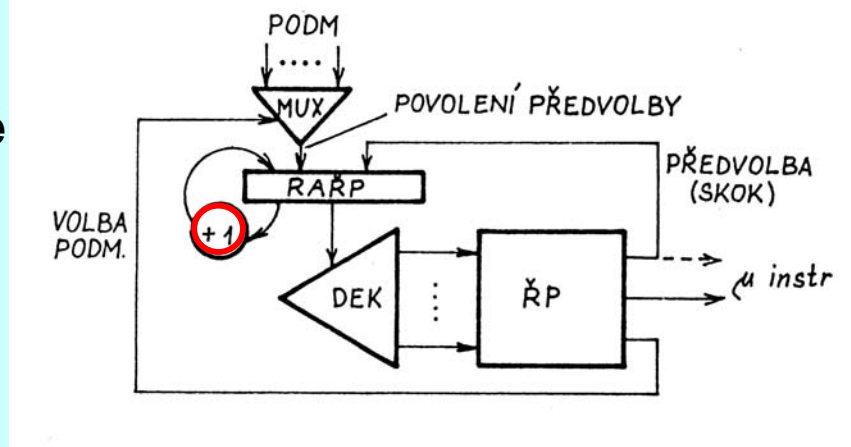 PODM
MUX
POVOLENÍ PŘEDVOLBY
e
RAŘP
PŘEDVOLBA
(SKOK)
VOLBA
PODM.
+ 1
DEK
ŘP
μ instr